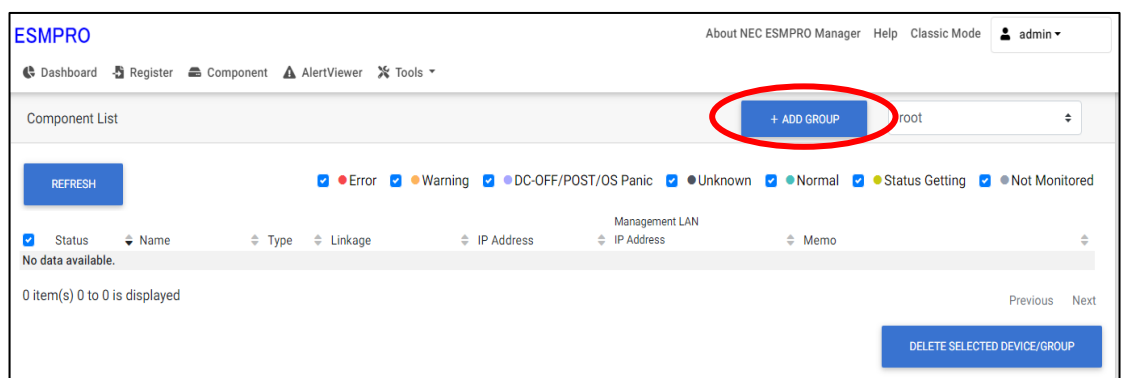 ESMPRO
About NEC ESMPRO Manager Help Classic Mode admin
Dashboard Register Component AlertViewer Tools
Component List
+ ADD GROUP
root
REFRESH
Error Warning DC-OFF/POST/OS Panic Unknown Normal Status Getting Not Monitored
Status Name Type Linkage IP Address Management LAN IP Address Memo
No data available.
0 item(s) 0 to 0 is displayed
Previous Next
DELETE SELECTED DEVICE/GROUP